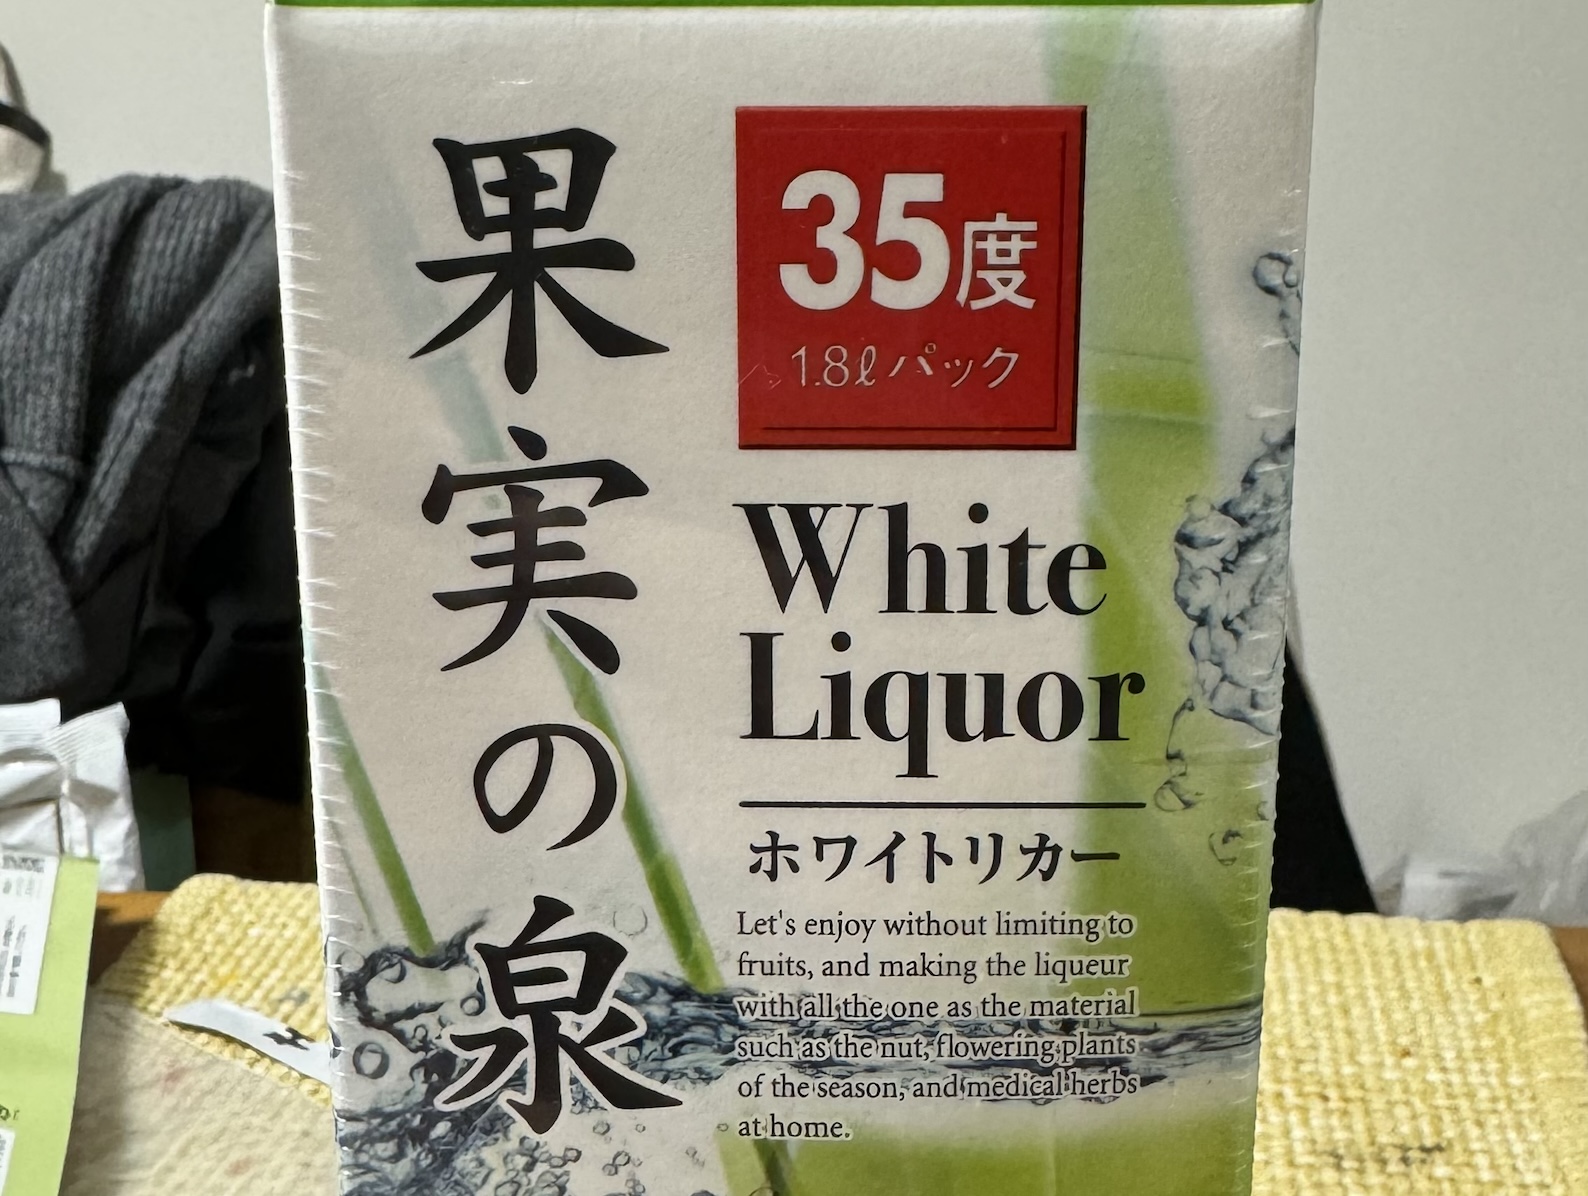 果実の泉
35度
1.8ℓパック
White
Liquor
ホワイトリカー
Let's enjoy without limiting to
fruits, and making the liqueur
with all the one as the material
such as the nut, flowering plants
of the season, and medical herbs
at home.